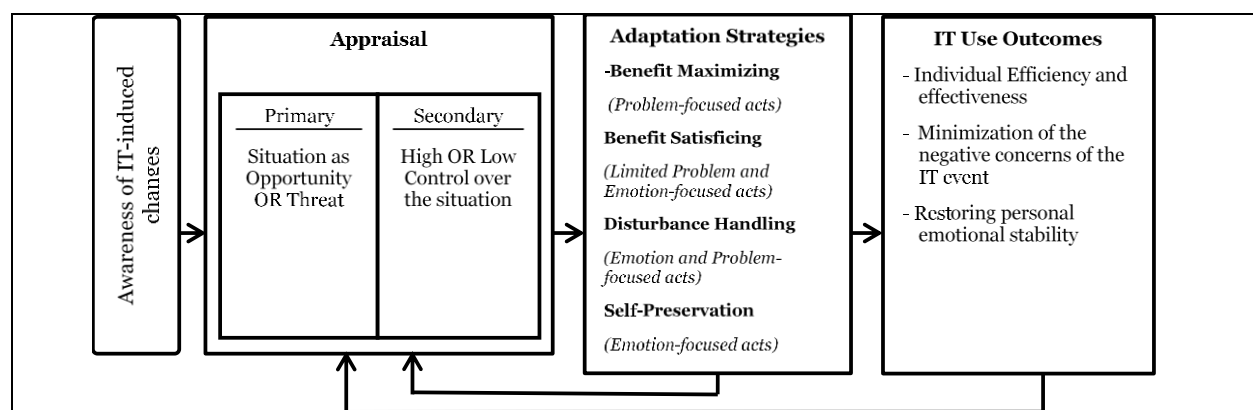 Awareness of IT-induced
changes
Appraisal
Primary
Situation as
Opportunity
OR Threat
Secondary
High OR Low
Control over
the situation
Adaptation Strategies
-Benefit Maximizing
(Problem-focused acts)
Benefit Satisficing
(Limited Problem and
Emotion-focused acts)
Disturbance Handling
(Emotion and Problem-
focused acts)
Self-Preservation
(Emotion-focused acts)
IT Use Outcomes
- Individual Efficiency and
effectiveness
- Minimization of the
negative concerns of the
IT event
- Restoring personal
emotional stability